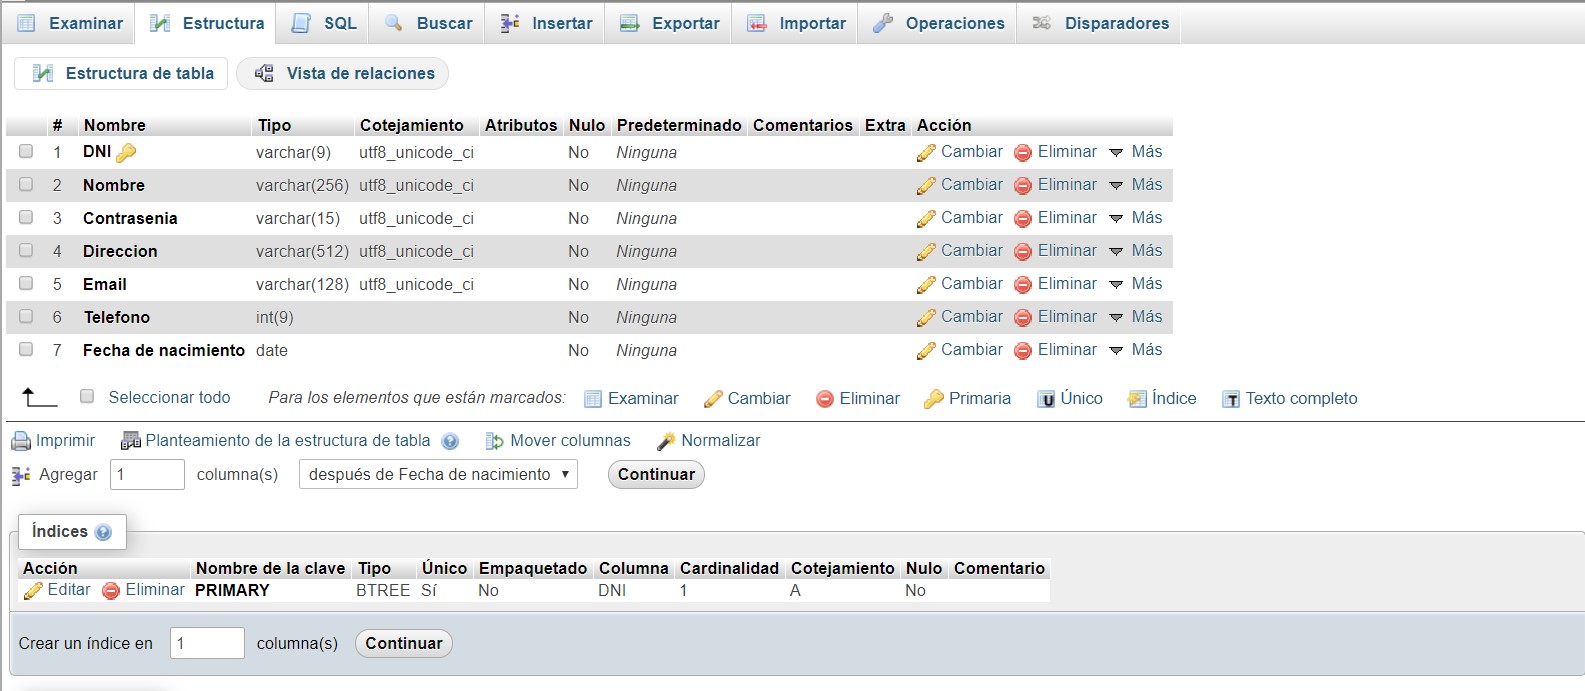 Examinar Estructura SQL Buscar Insertar Exportar Importar Operaciones Disparadores
Estructura de tabla Vista de relaciones
# Nombre Tipo Cotejamiento Atributos Nulo Predeterminado Comentarios Extra Acción
1 DNI varchar(9) utf8_unicode_ci No Ninguna Cambiar Eliminar Más
2 Nombre varchar(256) utf8_unicode_ci No Ninguna Cambiar Eliminar Más
3 Contrasenia varchar(15) utf8_unicode_ci No Ninguna Cambiar Eliminar Más
4 Direccion varchar(512) utf8_unicode_ci No Ninguna Cambiar Eliminar Más
5 Email varchar(128) utf8_unicode_ci No Ninguna Cambiar Eliminar Más
6 Telefono int(9) No Ninguna Cambiar Eliminar Más
7 Fecha de nacimiento date No Ninguna Cambiar Eliminar Más
Seleccionar todo Para los elementos que están marcados: Examinar Cambiar Eliminar Primaria Único Índice Texto completo
Imprimir Planteamiento de la estructura de tabla Mover columnas Normalizar
Agregar 1 columna(s) después de Fecha de nacimiento Continuar
Índices
Acción Nombre de la clave Tipo Único Empaquetado Columna Cardinalidad Cotejamiento Nulo Comentario
Editar Eliminar PRIMARY BTREE Sí No DNI 1 A No
Crear un índice en 1 columna(s) Continuar